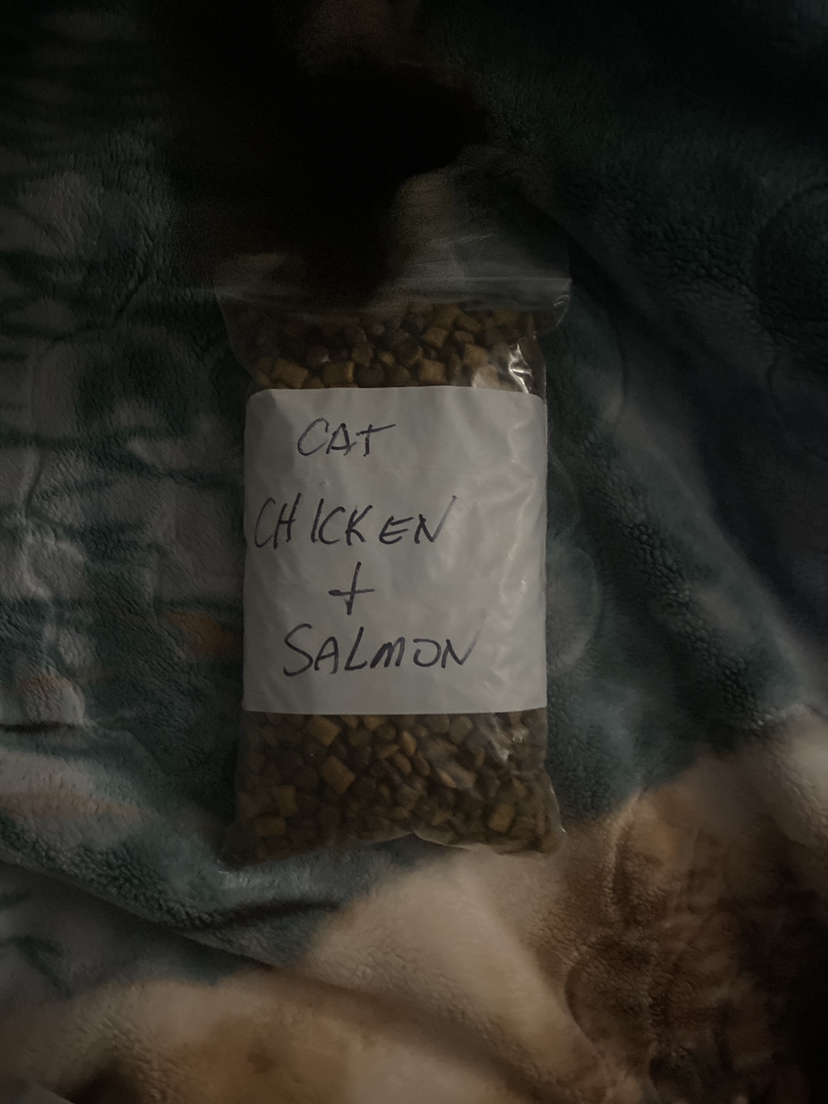 CAT
CHICKEN
+
SALMON